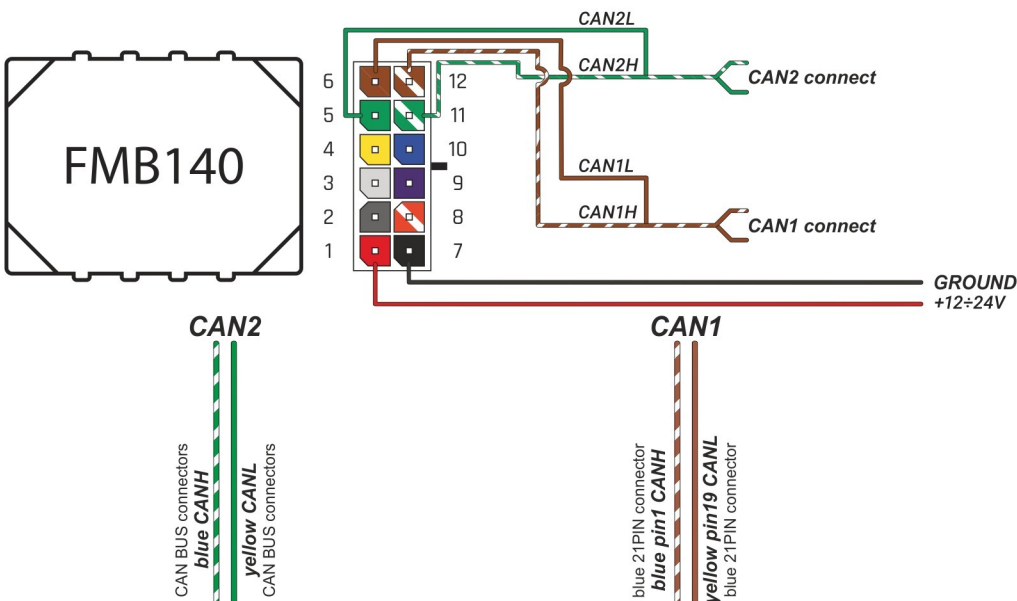 CAN2L
CAN2H
CAN2 connect
6 12
5 11
4 10
3 9
2 8
1 7
FMB140
CAN1L
CAN1H
CAN1 connect
GROUND
+12÷24V
CAN2
CAN1
CAN BUS connectors
blue CANH
yellow CANL
CAN BUS connectors
blue 21PIN connector
blue pin1 CANH
yellow pin19 CANL
blue 21PIN connector